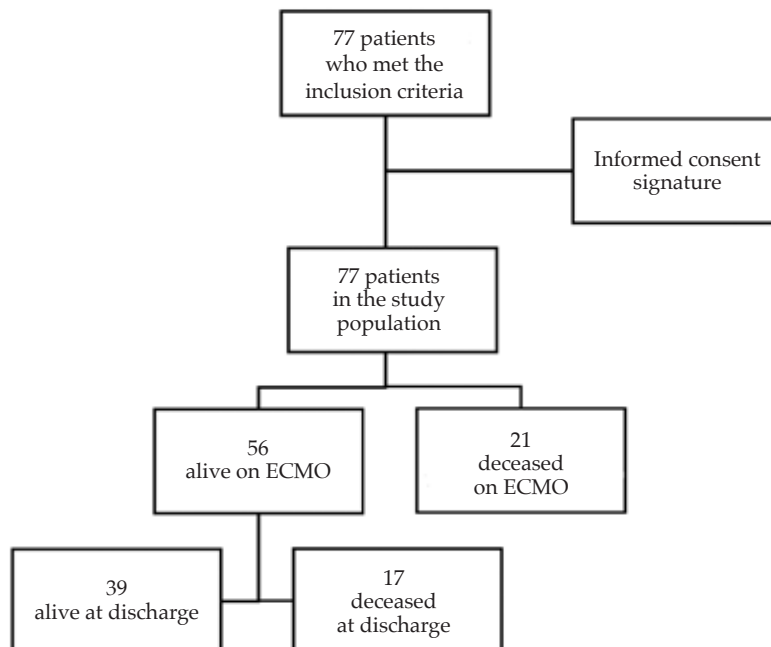 77 patients
who met the
inclusion criteria
Informed consent
signature
77 patients
in the study
population
56
alive on ECMO
21
deceased
on ECMO
39
alive at discharge
17
deceased
at discharge